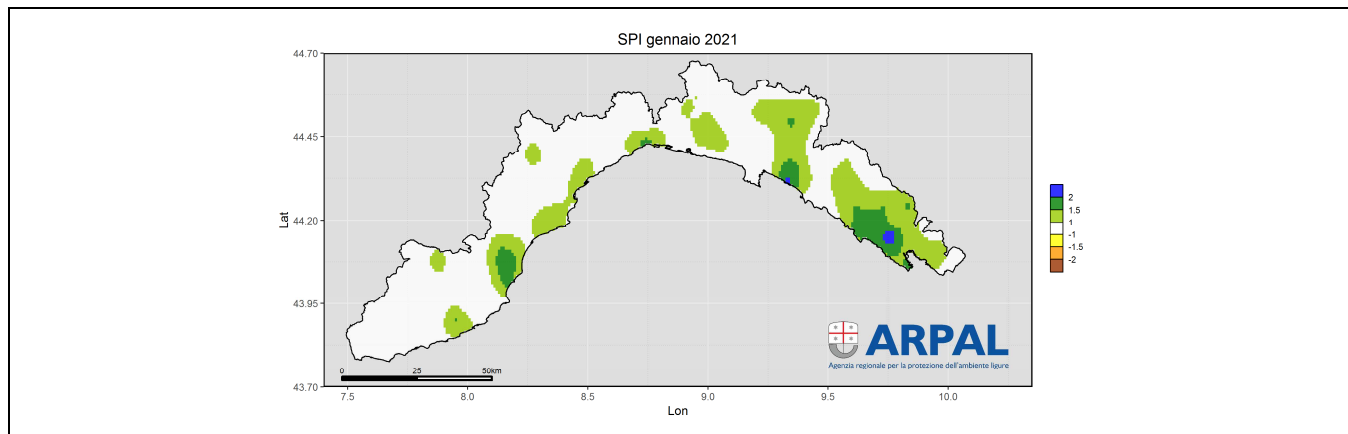 SPI gennaio 2021
44.70
44.45
44.20
43.95
43.70
Lat
2
1.5
1
-1
-1.5
-2
ARPAL
Agenzia regionale per la protezione dell'ambiente ligure
0 25 50km
7.5 8.0 8.5 9.0 9.5 10.0
Lon